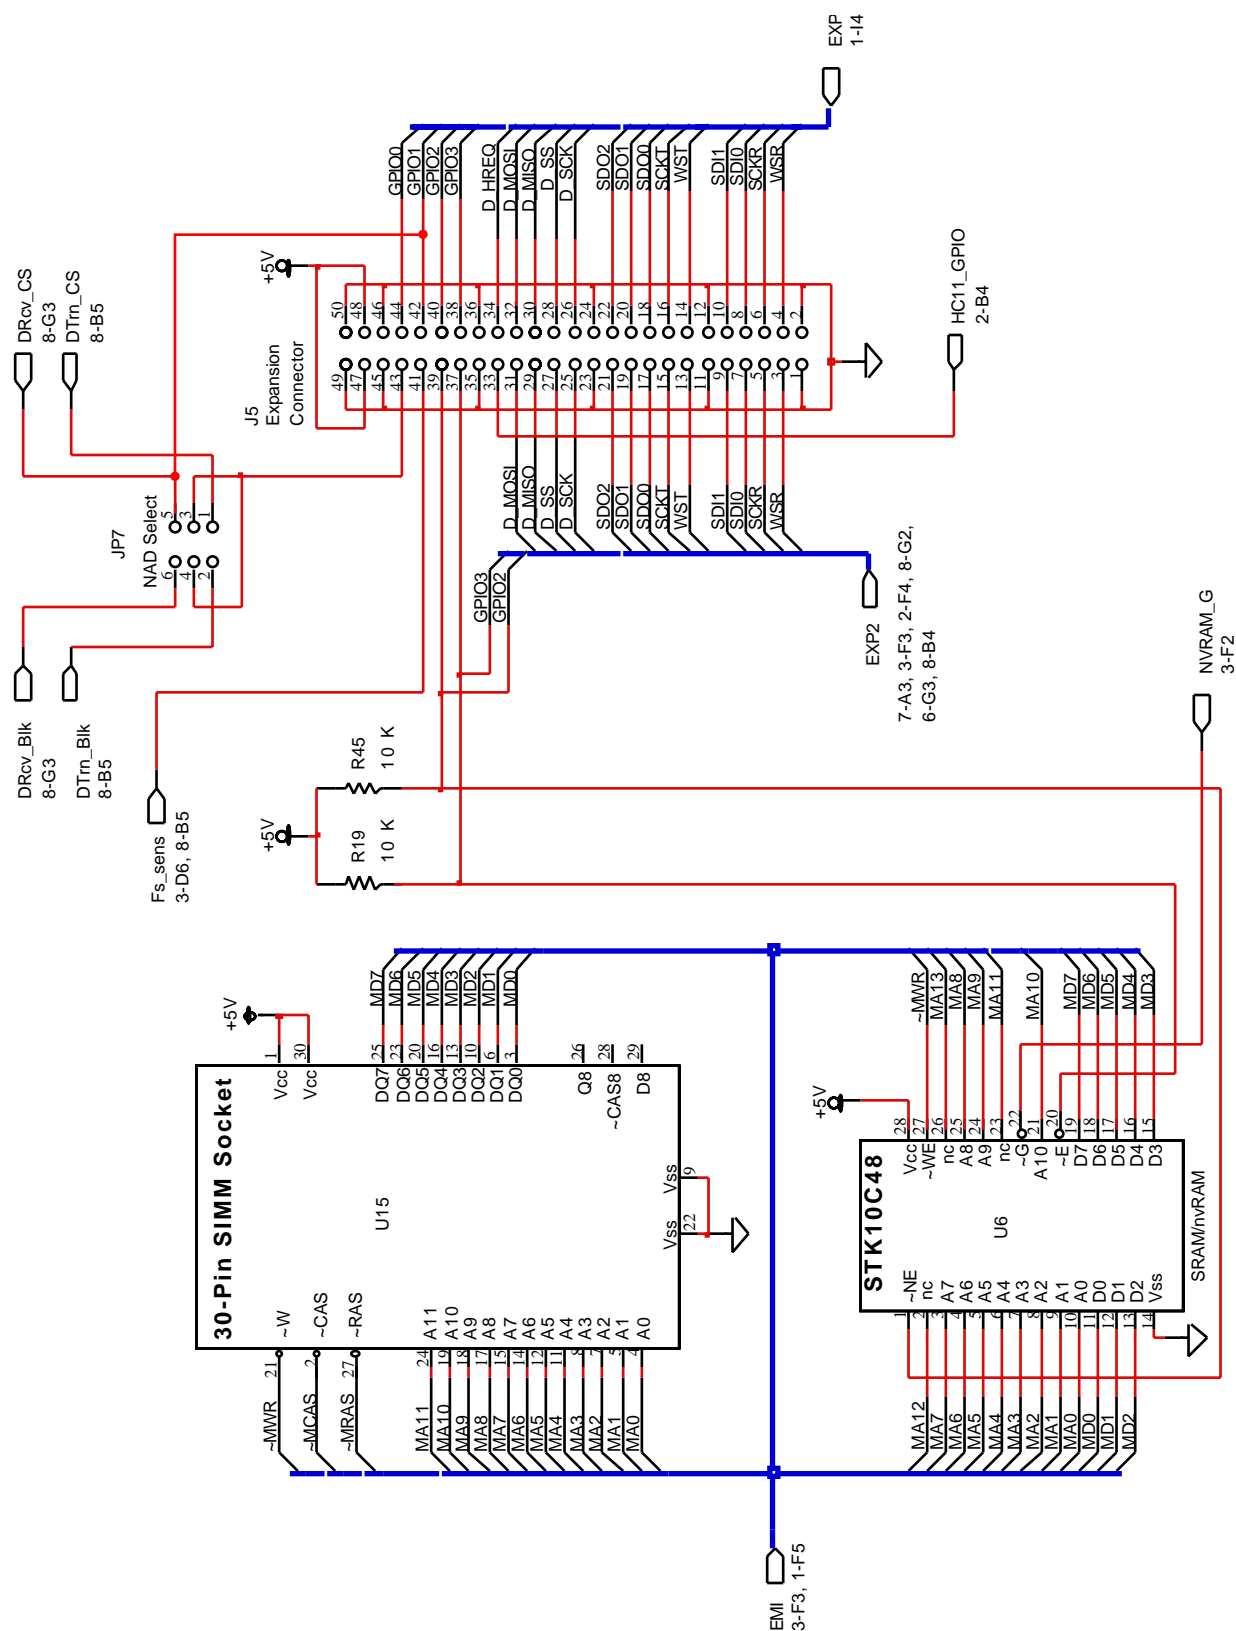 DRcv_CS
8-G3
DTrn_CS
8-B5
DRcv_Blk
8-G3
DTrn_Blk
8-B5
JP7
NAD Select
6
4
2
5
3
1
Fs_sens
3-D6, 8-B5
+5V
R19
10 K
R45
10 K
J5
Expansion
Connector
+5V
49
47
45
43
41
39
37
35
33
31
29
27
25
23
21
19
17
15
13
11
9
7
5
3
1
50
48
46
44
42
40
38
36
34
32
30
28
26
24
22
20
18
16
14
12
10
8
6
4
2
GPIO0
GPIO1
GPIO2
GPIO3
D_HREQ
D_MOSI
D_MISO
D_SS
D_SCK
SDO2
SDO1
SDO0
SCKT
WST
SDI1
SDI0
SCKR
WSR
EXP
1-I4
GPIO3
GPIO2
D_MOSI
D_MISO
D_SS
D_SCK
SDO2
SDO1
SDO0
SCKT
WST
SDI1
SDI0
SCKR
WSR
EXP2
7-A3, 3-F3, 2-F4, 8-G2,
6-G3, 8-B4
HC11_GPIO
2-B4
NVRAM_G
3-F2
30-Pin SIMM Socket
U15
+5V
1
Vcc
30
Vcc
~MWR
21
~W
~MCAS
2
~CAS
~MRAS
27
~RAS
MA11
24
A11
MA10
19
A10
MA9
18
A9
MA8
17
A8
MA7
15
A7
MA6
14
A6
MA5
12
A5
MA4
11
A4
MA3
8
A3
MA2
7
A2
MA1
5
A1
MA0
4
A0
DQ7
25
MD7
DQ6
23
MD6
DQ5
20
MD5
DQ4
16
MD4
DQ3
13
MD3
DQ2
10
MD2
DQ1
6
MD1
DQ0
3
MD0
Q8
26
~CAS8
28
D8
29
Vss
22
Vss
9
EMI
3-F3, 1-F5
STK10C48
U6
SRAM/nvRAM
+5V
1
~NE
MA12
2
nc
MA7
3
A7
MA6
4
A6
MA5
5
A5
MA4
6
A4
MA3
7
A3
MA2
8
A2
MA1
9
A1
MA0
10
A0
MD0
11
D0
MD1
12
D1
MD2
13
D2
14
Vss
Vcc
28
~WE
27
~MWR
nc
26
MA13
A8
25
MA8
A9
24
MA9
nc
23
MA11
~G
22
A10
21
MA10
~E
20
D7
19
MD7
D6
18
MD6
D5
17
MD5
D4
16
MD4
D3
15
MD3